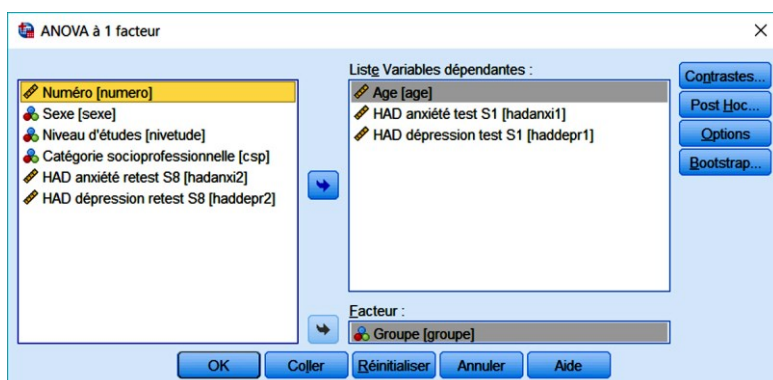 ANOVA à 1 facteur
Numéro [numero]
Sexe [sexe]
Niveau d'études [nivetude]
Catégorie socioprofessionnelle [csp]
HAD anxiété retest S8 [hadanxi2]
HAD dépression retest S8 [haddepr2]
Liste Variables dépendantes :
Age [age]
HAD anxiété test S1 [hadanxi1]
HAD dépression test S1 [haddepr1]
Facteur :
Groupe [groupe]
Contrastes...
Post Hoc...
Options
Bootstrap...
OK Coller Réinitialiser Annuler Aide